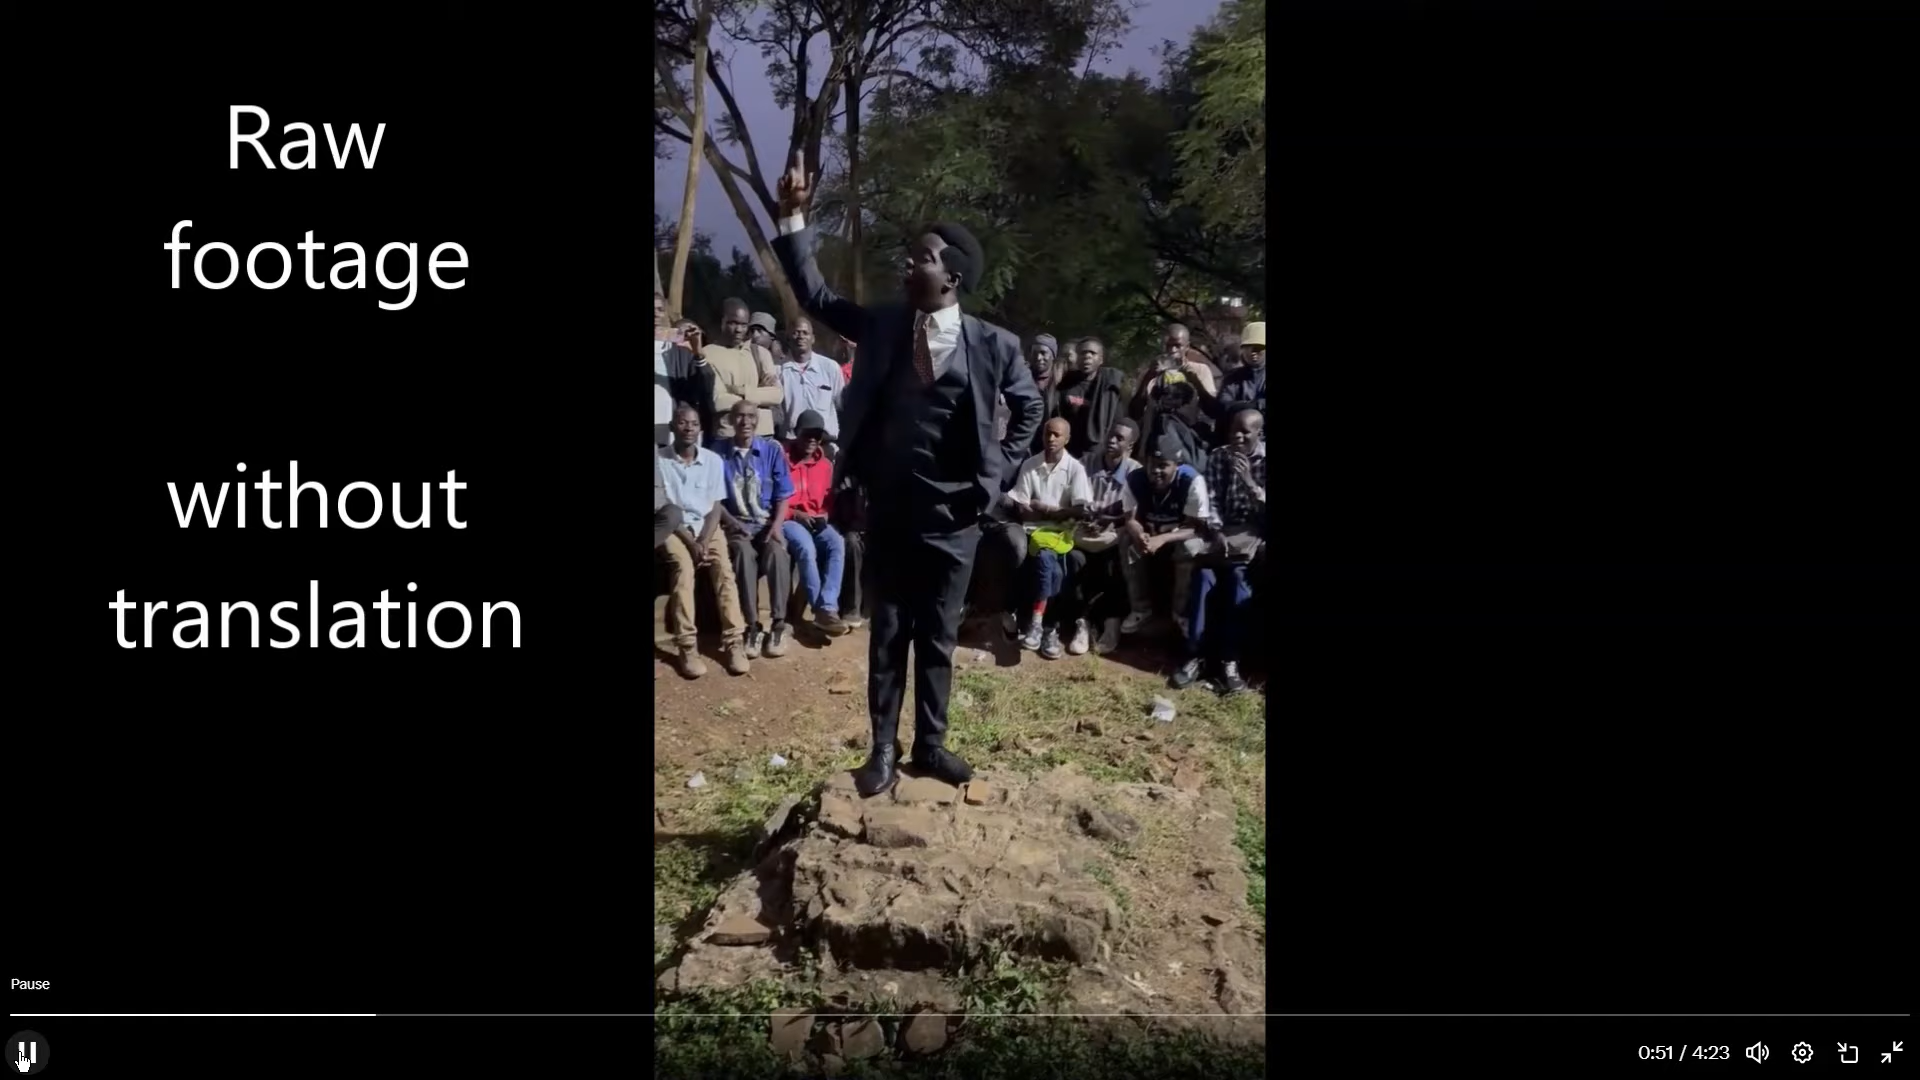 Raw
footage
without
translation
Pause
0:51 / 4:23